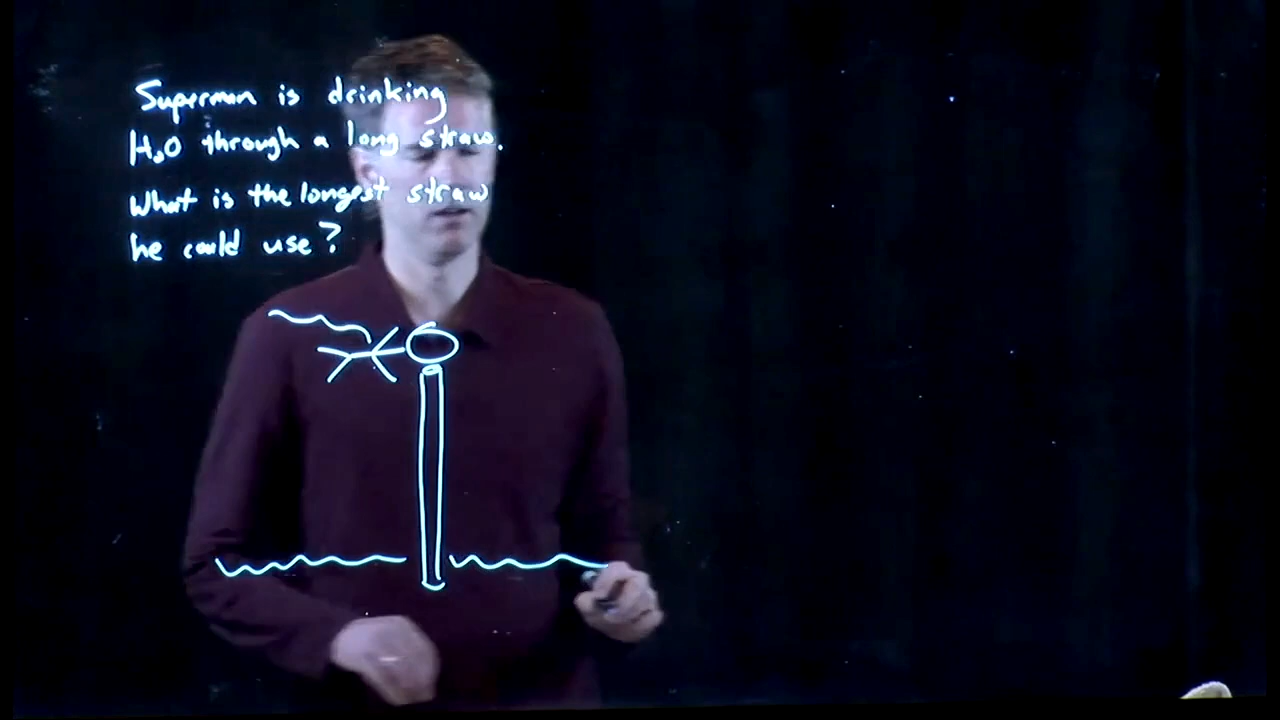 Superman is drinking
H₂O through a long straw.
What is the longest straw
he could use?